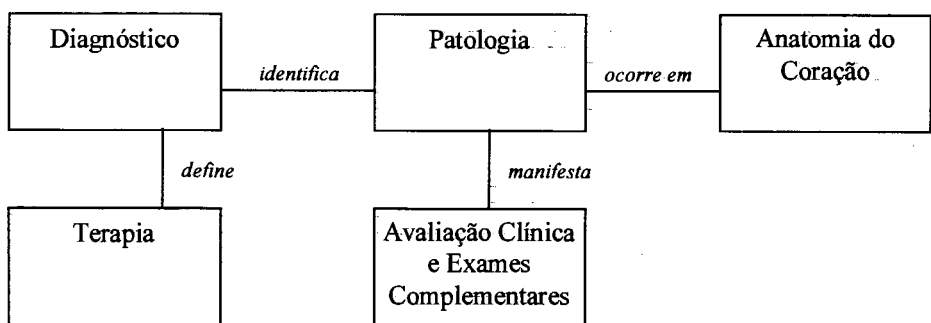 Diagnóstico
identifica
Patologia
ocorre em
Anatomia do
Coração
define
manifesta
Terapia
Avaliação Clínica
e Exames
Complementares